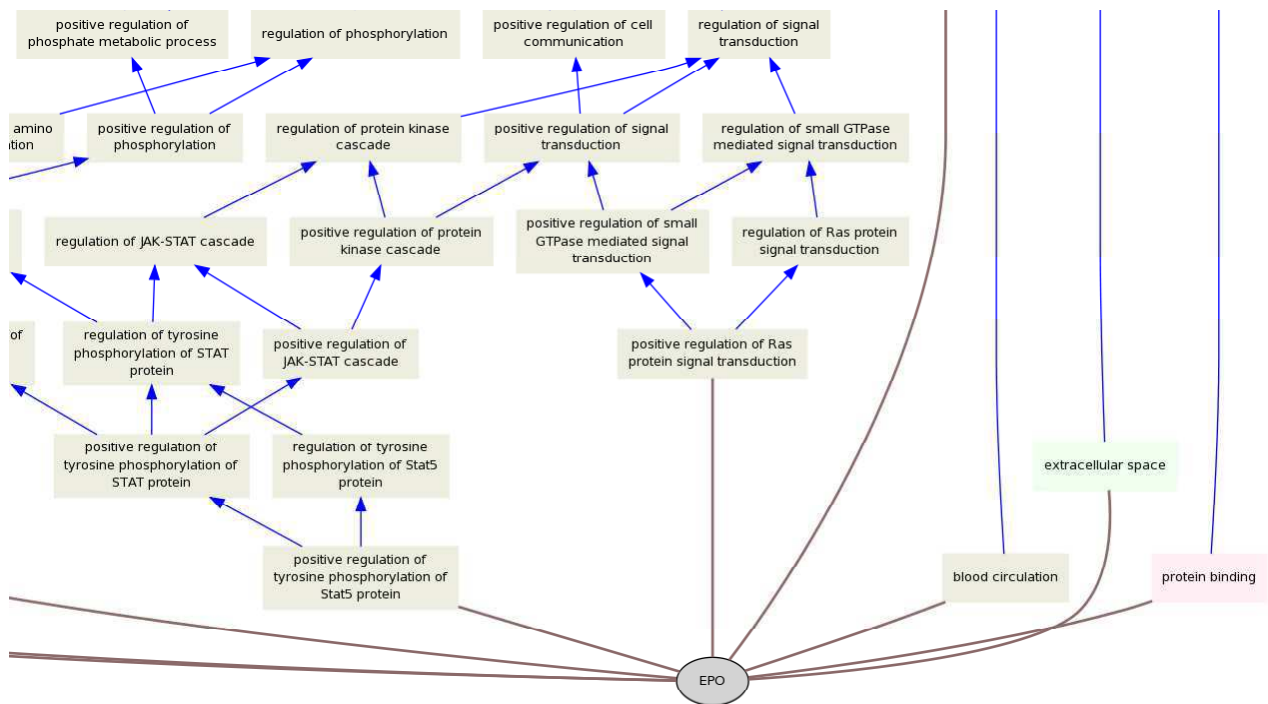 positive regulation of
phosphate metabolic process
regulation of phosphorylation
positive regulation of cell
communication
regulation of signal
transduction
amino
positive regulation of
phosphorylation
regulation of protein kinase
cascade
positive regulation of signal
transduction
regulation of small GTPase
mediated signal transduction
regulation of JAK-STAT cascade
positive regulation of protein
kinase cascade
positive regulation of small
GTPase mediated signal
transduction
regulation of Ras protein
signal transduction
of
regulation of tyrosine
phosphorylation of STAT
protein
positive regulation of
JAK-STAT cascade
positive regulation of Ras
protein signal transduction
positive regulation of
tyrosine phosphorylation of
STAT protein
regulation of tyrosine
phosphorylation of Stat5
protein
extracellular space
positive regulation of
tyrosine phosphorylation of
Stat5 protein
blood circulation
protein binding
EPO